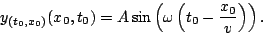 y_{(t_0,x_0)}(x_0,t_0) = A \sin\left(\omega\left(t_0 - \frac{x_0}{v}\right)\right).